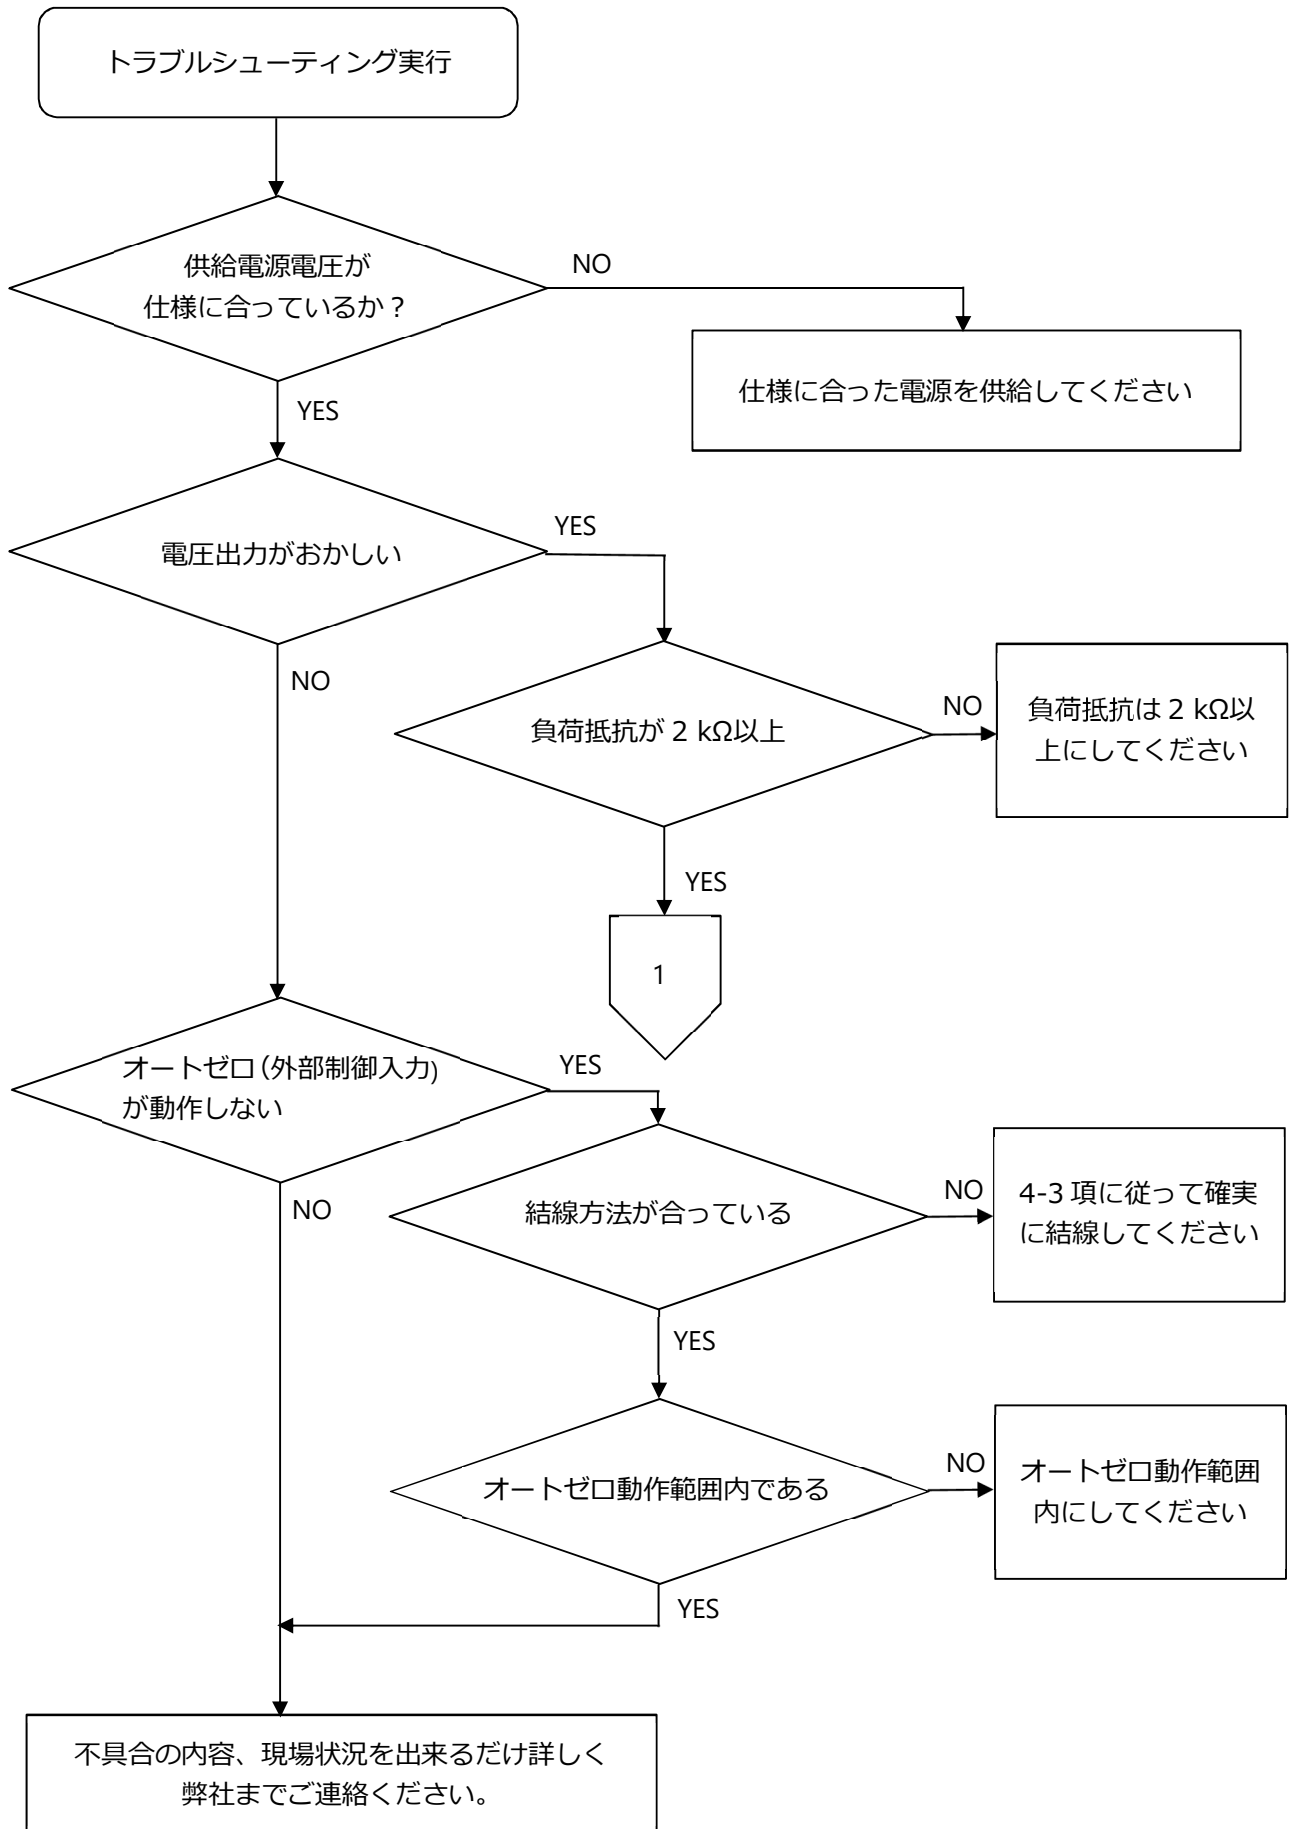 トラブルシューティング実行
供給電源電圧が
仕様に合っているか？
NO
仕様に合った電源を供給してください
YES
電圧出力がおかしい
YES
NO
負荷抵抗が 2 kΩ以上
NO
負荷抵抗は 2 kΩ以
上にしてください
YES
1
オートゼロ(外部制御入力)
が動作しない
YES
NO
結線方法が合っている
NO
4-3 項に従って確実
に結線してください
YES
オートゼロ動作範囲内である
NO
オートゼロ動作範囲
内にしてください
YES
不具合の内容、現場状況を出来るだけ詳しく
弊社までご連絡ください。